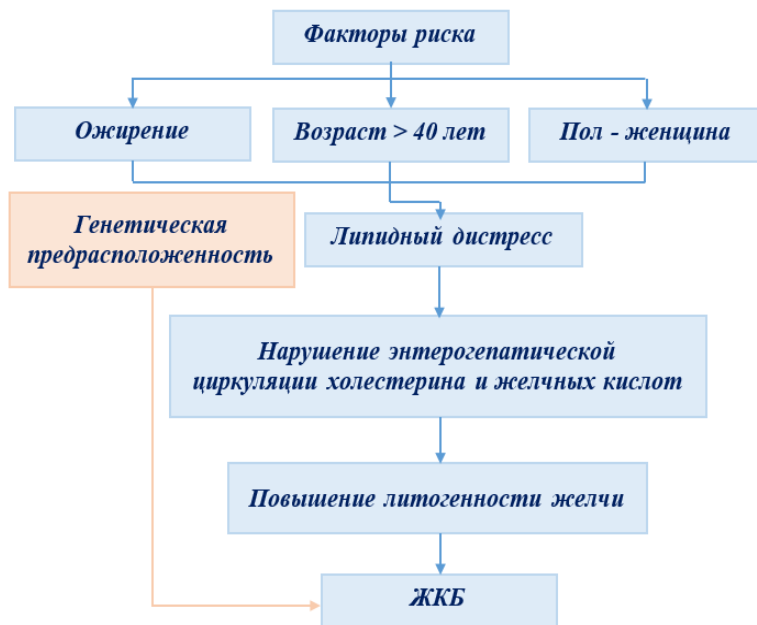 Факторы риска
Ожирение
Возраст > 40 лет
Пол - женщина
Генетическая
предрасположенность
Липидный дистресс
Нарушение энтерогепатической
циркуляции холестерина и желчных кислот
Повышение литогенности желчи
ЖКБ